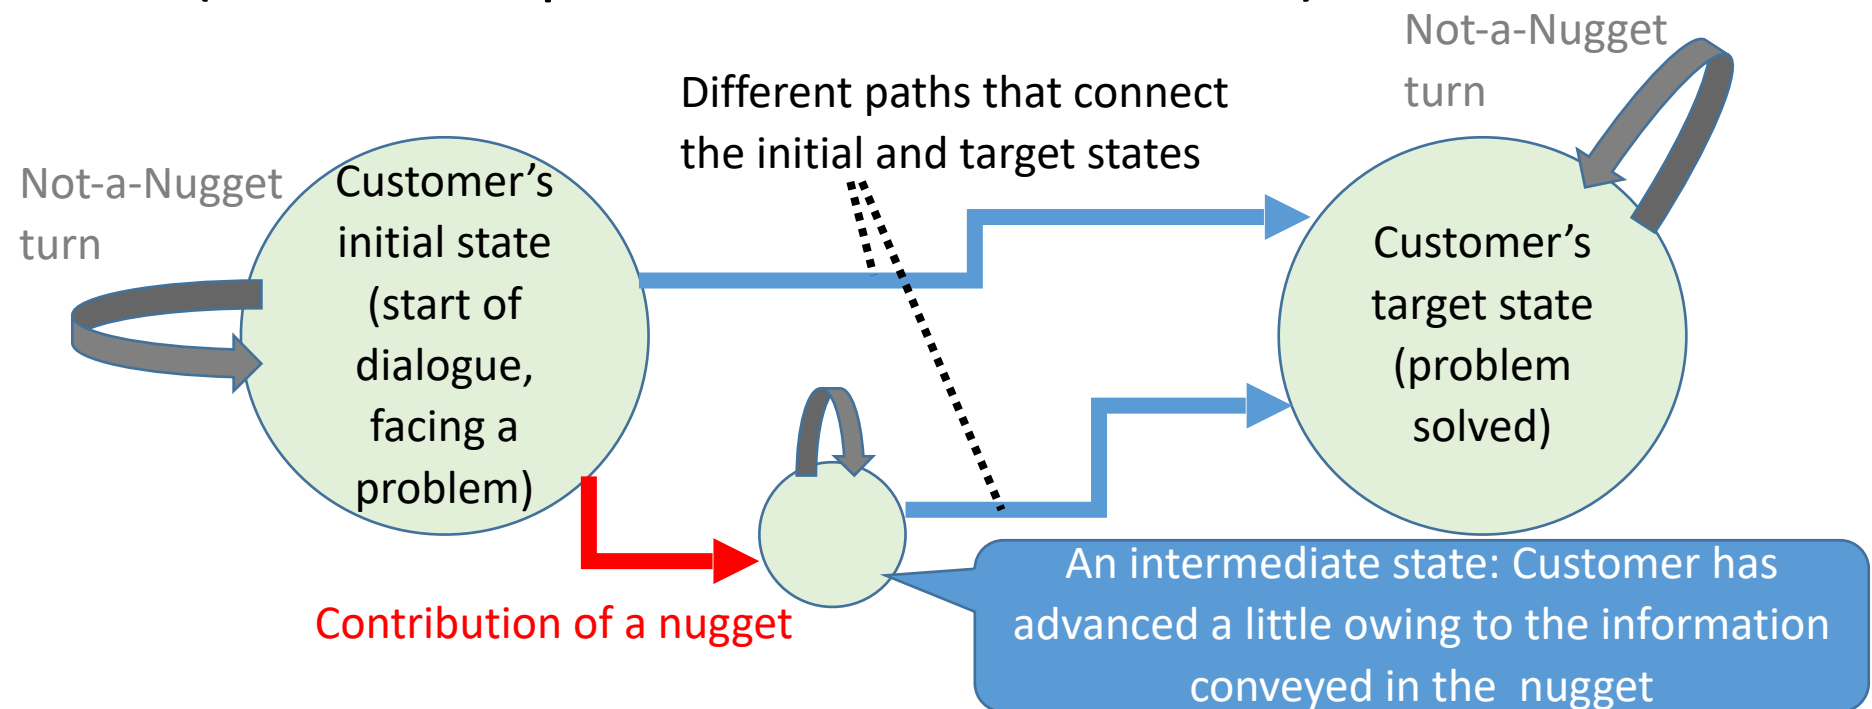 Not-a-Nugget
turn
Different paths that connect
the initial and target states
Not-a-Nugget
turn
Customer's
initial state
(start of
dialogue,
facing a
problem)
Customer's
target state
(problem
solved)
Contribution of a nugget
An intermediate state: Customer has
advanced a little owing to the information
conveyed in the nugget